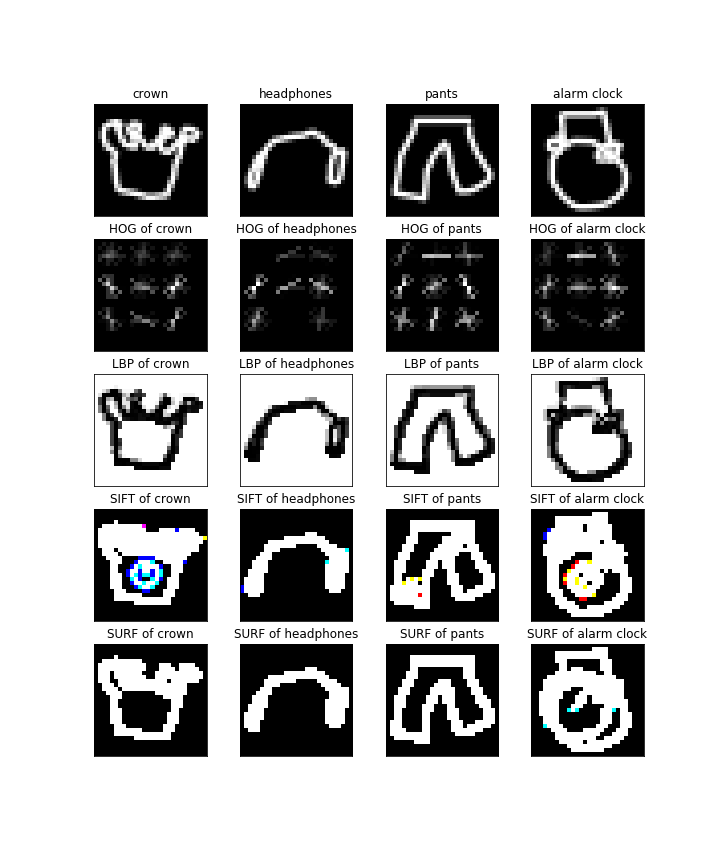 crown headphones pants alarm clock
HOG of crown HOG of headphones HOG of pants HOG of alarm clock
LBP of crown LBP of headphones LBP of pants LBP of alarm clock
SIFT of crown SIFT of headphones SIFT of pants SIFT of alarm clock
SURF of crown SURF of headphones SURF of pants SURF of alarm clock